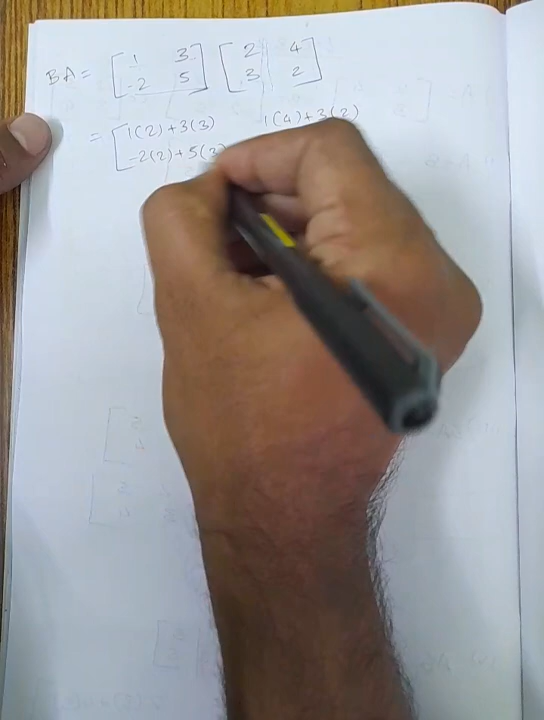 BA = [ 1 3 ] [ 2 4 ]
[ -2 5 ] [ 3 2 ]
= [ 1(2)+3(3) 1(4)+3(2)
-2(2)+5(3)